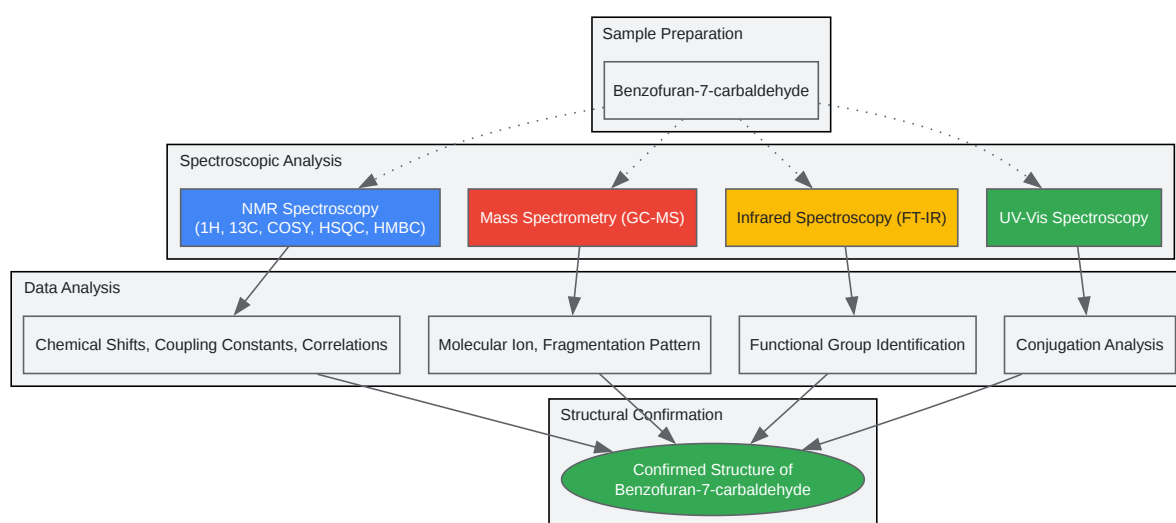 Sample Preparation
Benzofuran-7-carbaldehyde
Spectroscopic Analysis
NMR Spectroscopy
(1H, 13C, COSY, HSQC, HMBC)
Mass Spectrometry (GC-MS)
Infrared Spectroscopy (FT-IR)
UV-Vis Spectroscopy
Data Analysis
Chemical Shifts, Coupling Constants, Correlations
Molecular Ion, Fragmentation Pattern
Functional Group Identification
Conjugation Analysis
Structural Confirmation
Confirmed Structure of
Benzofuran-7-carbaldehyde